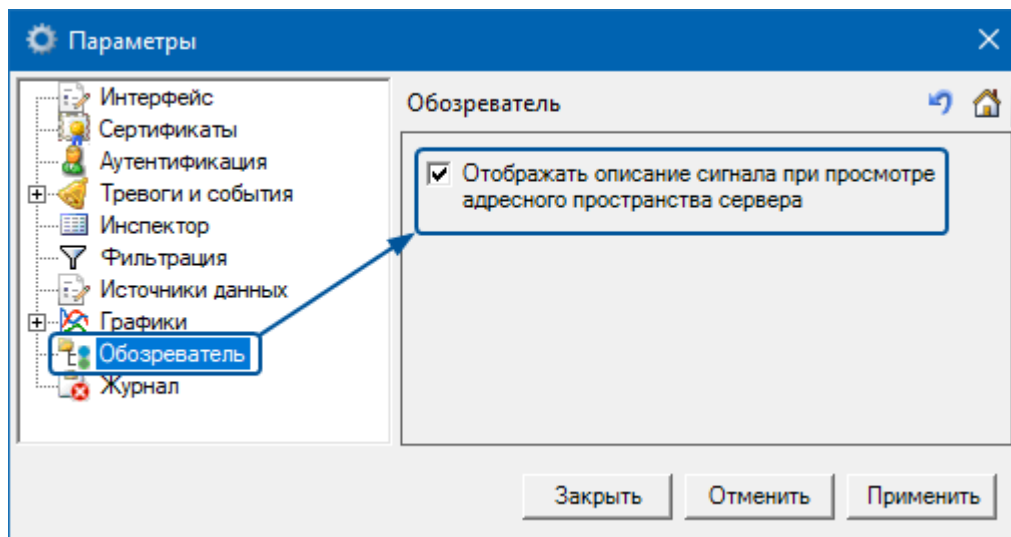 Параметры
Интерфейс
Сертификаты
Аутентификация
Тревоги и события
Инспектор
Фильтрация
Источники данных
Графики
Обозреватель
Журнал
Обозреватель
Отображать описание сигнала при просмотре
адресного пространства сервера
Закрыть
Отменить
Применить